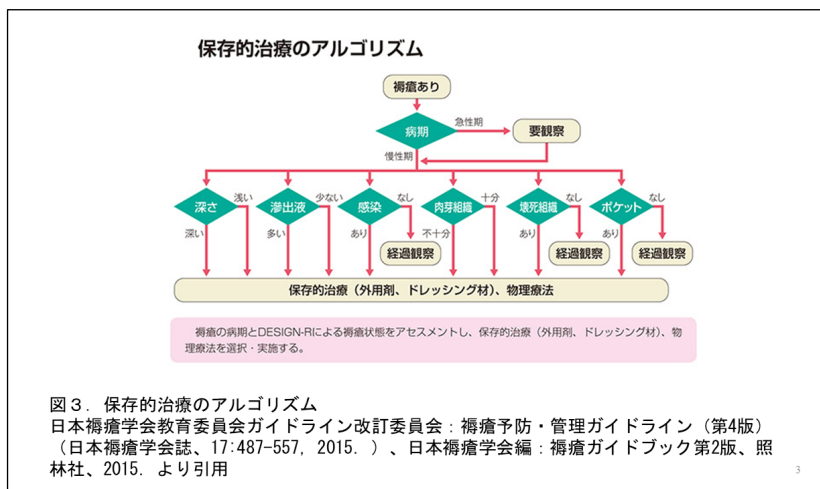 保存的治療のアルゴリズム
褥瘡あり
病期
急性期
要観察
慢性期
深さ
浅い
深い
滲出液
少ない
多い
感染
なし
あり
経過観察
肉芽組織
十分
不十分
壊死組織
なし
あり
経過観察
ポケット
なし
あり
経過観察
保存的治療（外用剤、ドレッシング材）、物理療法
褥瘡の病期とDESIGN-Rによる褥瘡状態をアセスメントし、保存的治療（外用剤、ドレッシング材）、物
理療法を選択・実施する。
図３．保存的治療のアルゴリズム
日本褥瘡学会教育委員会ガイドライン改訂委員会：褥瘡予防・管理ガイドライン（第4版）
（日本褥瘡学会誌、17:487-557, 2015. ）、日本褥瘡学会編：褥瘡ガイドブック第2版、照
林社、2015. より引用
3